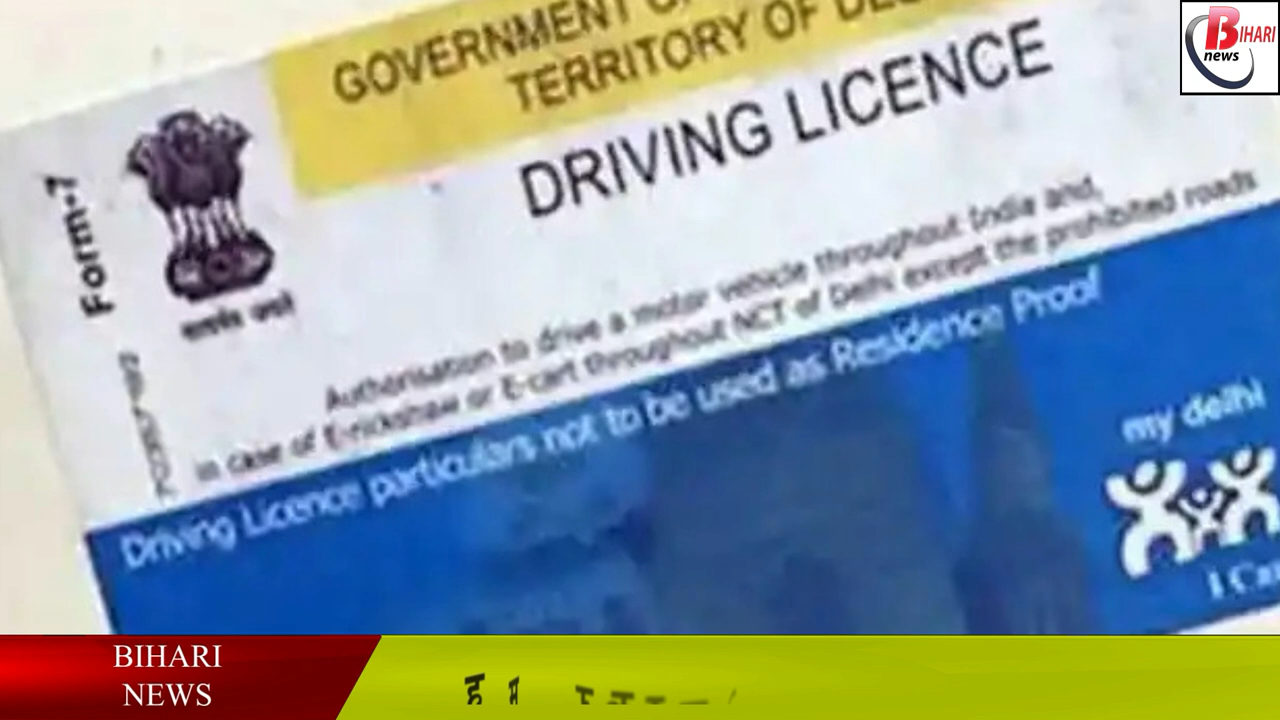 BIHARI
news
GOVERNMENT
TERRITORY OF
DRIVING LICENCE
Form-7
Authorisation to drive a motor vehicle throughout India and,
in case of E-rickshaw or E-cart throughout NCT of Delhi except the prohibited roads
Driving Licence particulars not to be used as Residence Proof
my delhi
I
BIHARI
NEWS